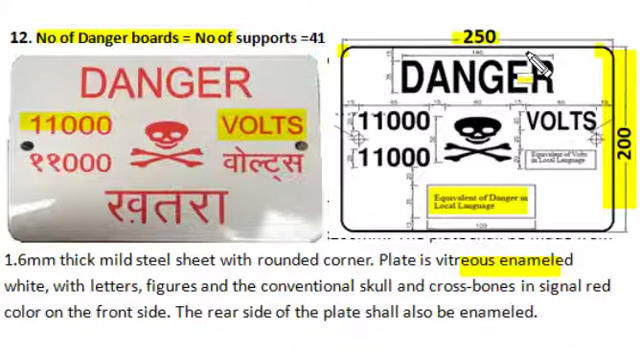 12. No of Danger boards = No of supports =41
DANGER
11000 VOLTS
११000 वोल्ट्स
खतरा
250
DANGER
11000 VOLTS
11000 Equivalent of Volts
in Local Language
Equivalent of Danger in
Local Language
200
1.6mm thick mild steel sheet with rounded corner. Plate is vitreous enameled
white, with letters, figures and the conventional skull and cross-bones in signal red
color on the front side. The rear side of the plate shall also be enameled.